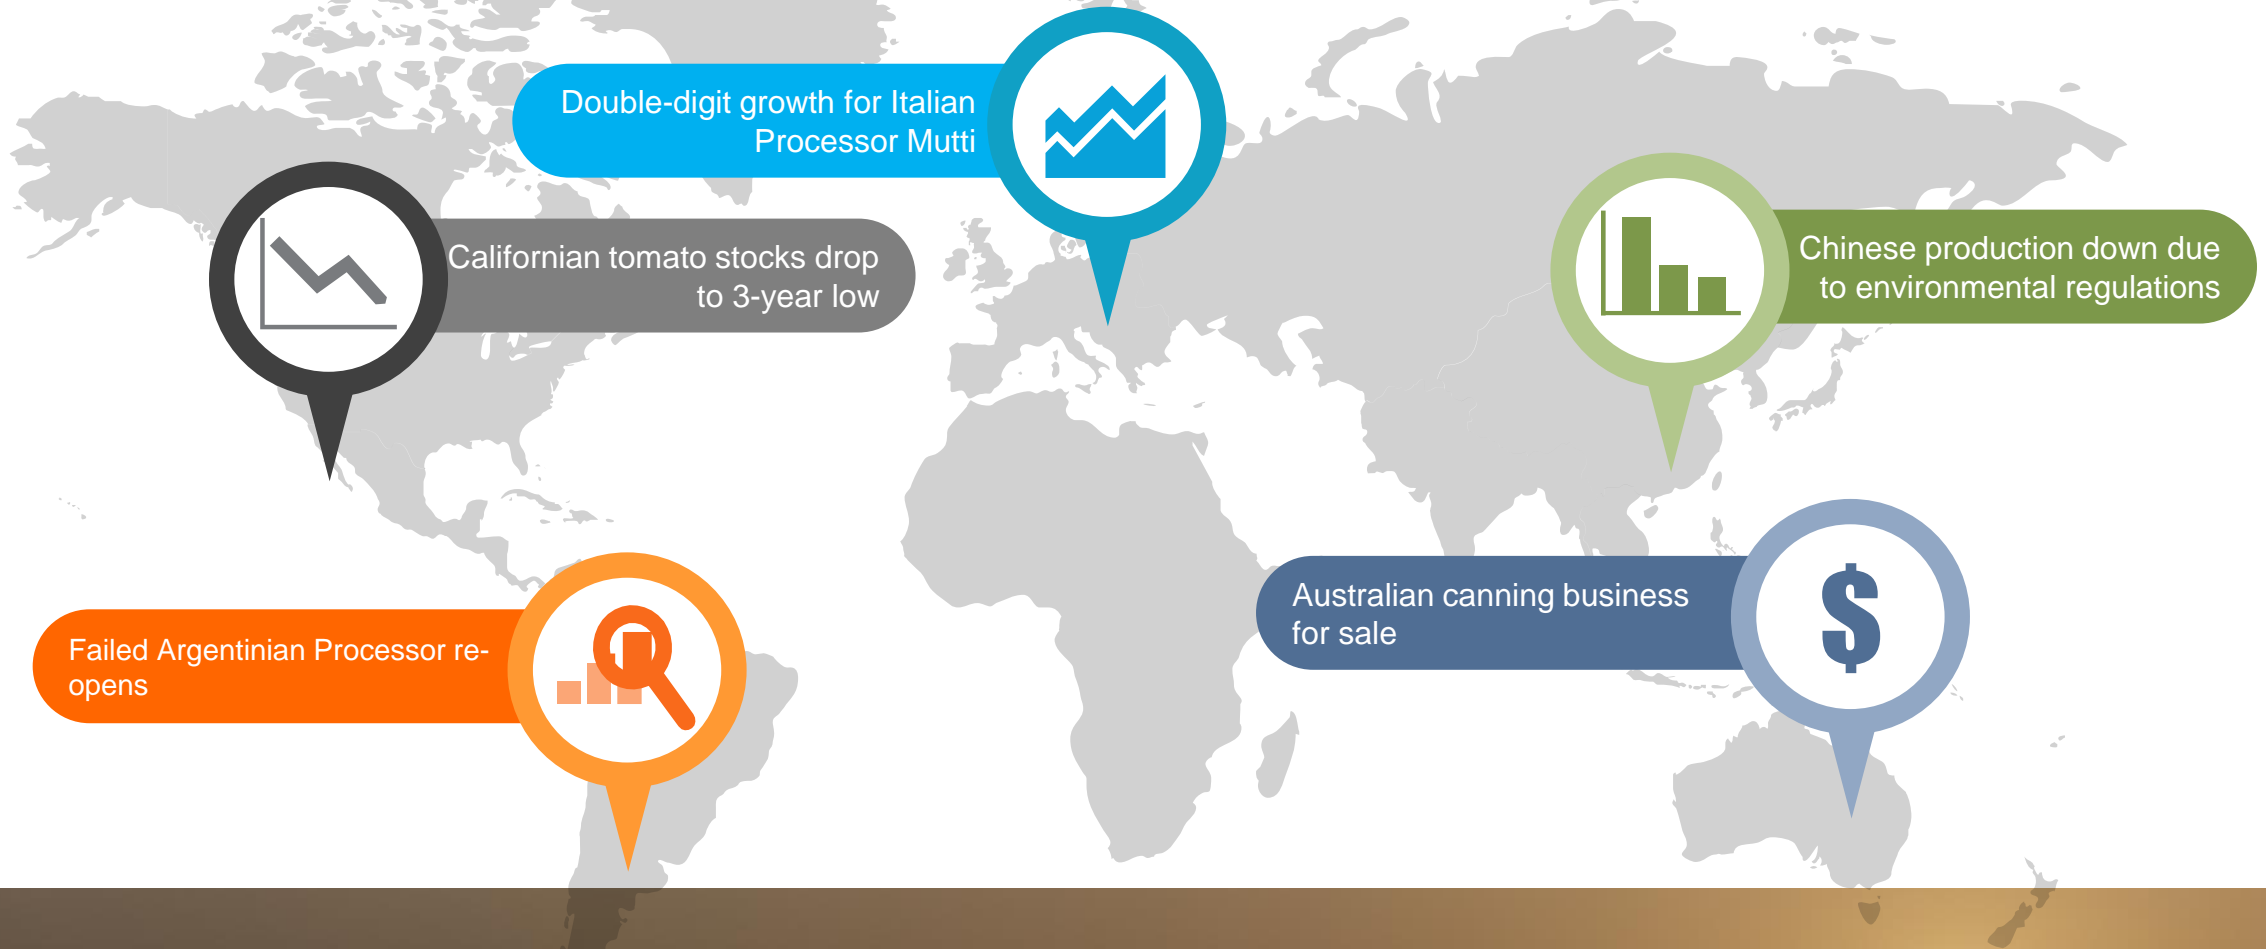 Double-digit growth for Italian
Processor Mutti
Californian tomato stocks drop
to 3-year low
Chinese production down due
to environmental regulations
Australian canning business
for sale
Failed Argentinian Processor re-
opens
$